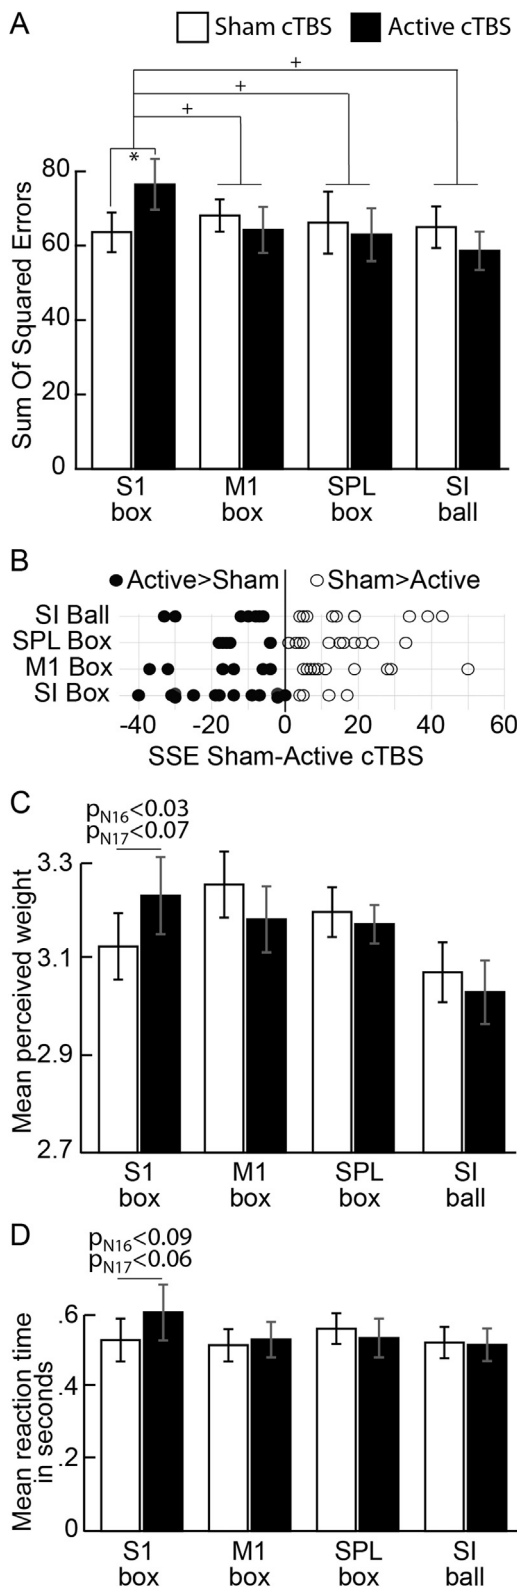 A
Sham cTBS Active cTBS
+
+
+
*
80
60
40
20
0
Sum Of Squared Errors
S1 M1 SPL SI
box box box ball
B
Active>Sham Sham>Active
SI Ball
SPL Box
M1 Box
SI Box
-40 -20 0 20 40 60
SSE Sham-Active cTBS
C
pN16<0.03
pN17<0.07
3.3
3.1
2.9
2.7
Mean perceived weight
S1 M1 SPL SI
box box box ball
D
pN16<0.09
pN17<0.06
.6
.4
.2
0
Mean reaction time
in seconds
S1 M1 SPL SI
box box box ball